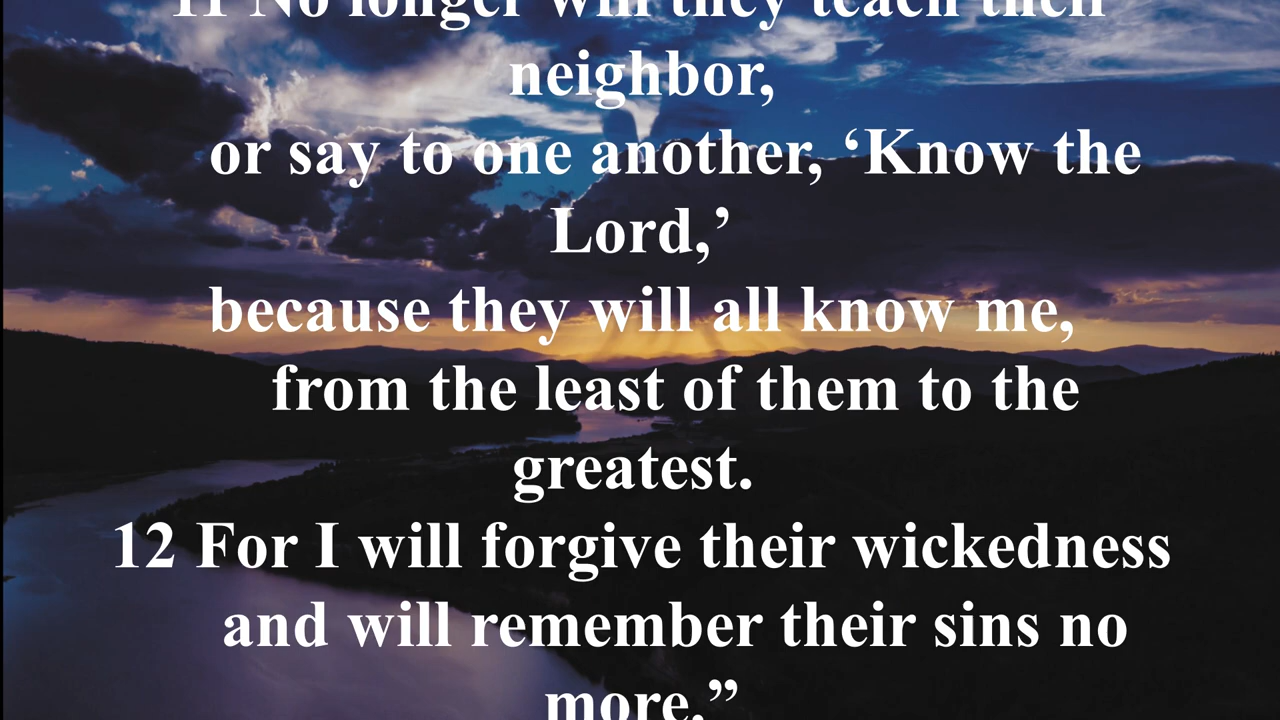 11 No longer will they teach their
neighbor,
or say to one another, ‘Know the
Lord,’
because they will all know me,
from the least of them to the
greatest.
12 For I will forgive their wickedness
and will remember their sins no
more.”